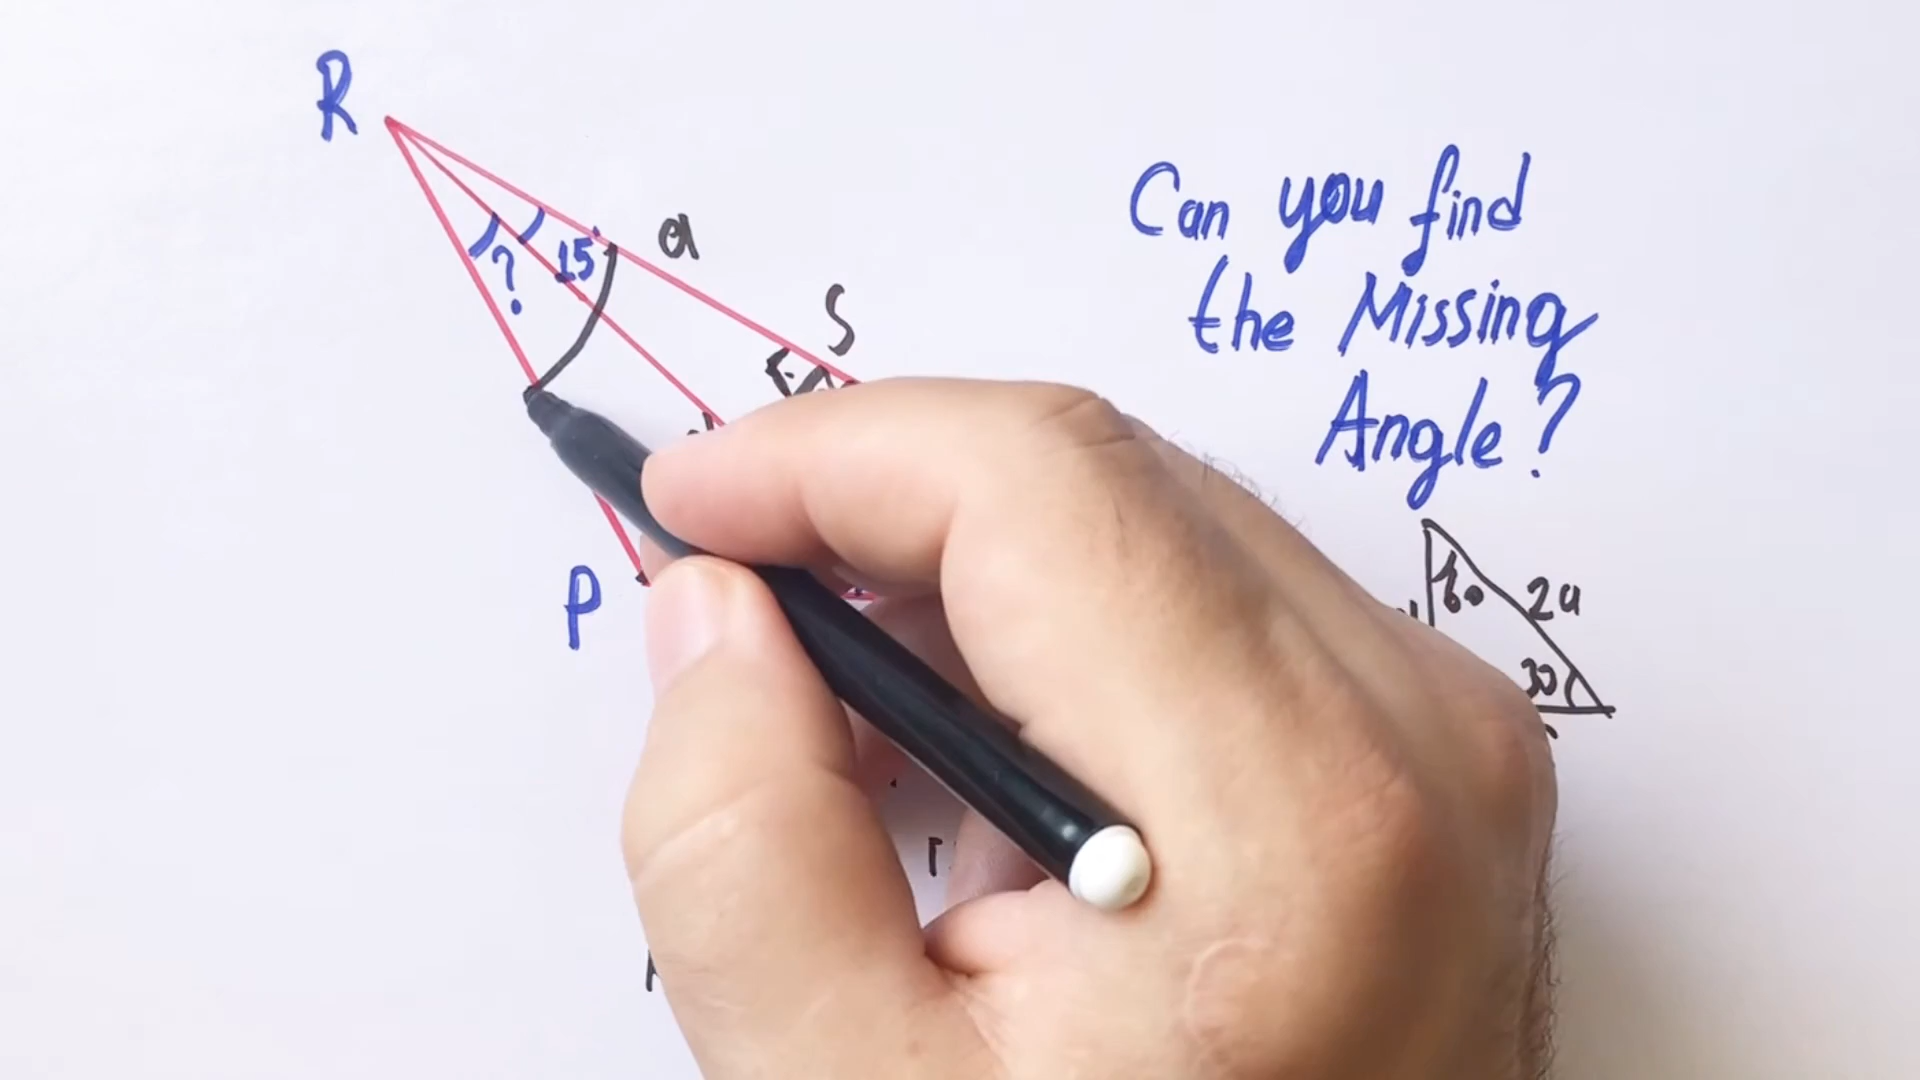 R
a
? 15°
S
P
Can you find
the Missing
Angle?
60
2a
30